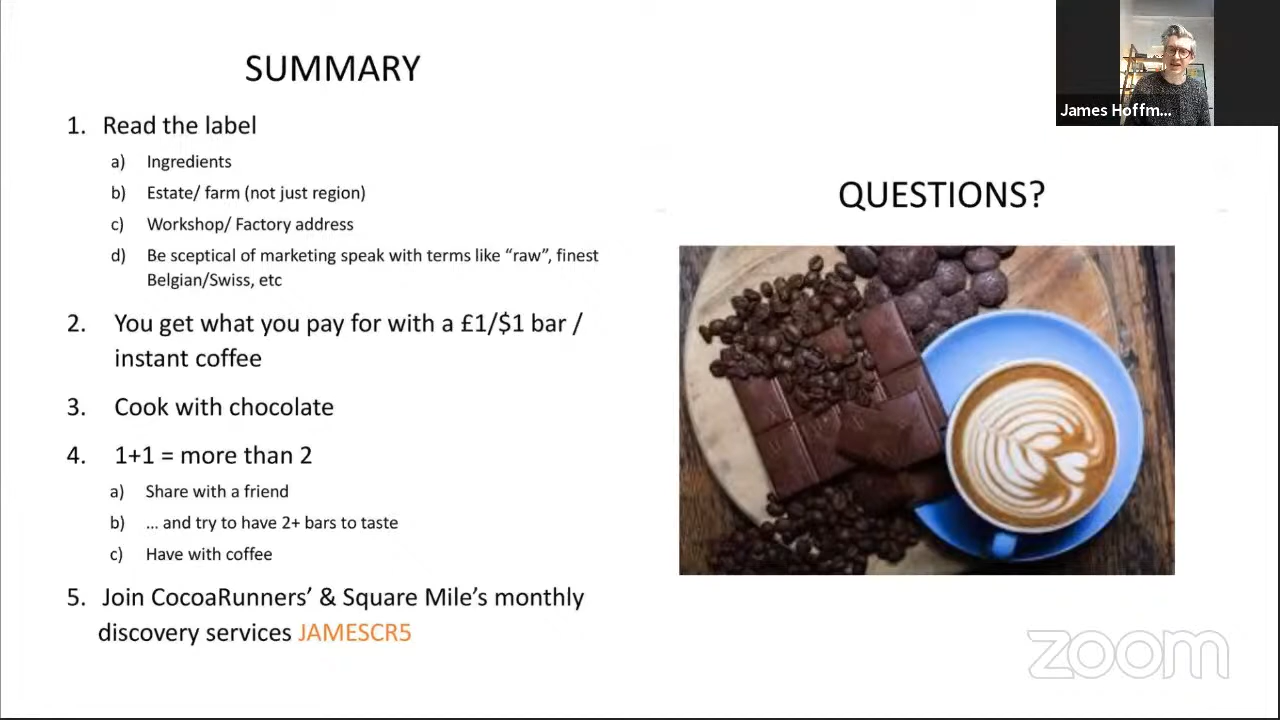 SUMMARY
1. Read the label
a) Ingredients
b) Estate/ farm (not just region)
c) Workshop/ Factory address
d) Be sceptical of marketing speak with terms like “raw”, finest
Belgian/Swiss, etc
2. You get what you pay for with a £1/$1 bar /
instant coffee
3. Cook with chocolate
4. 1+1 = more than 2
a) Share with a friend
b) … and try to have 2+ bars to taste
c) Have with coffee
5. Join CocoaRunners’ & Square Mile’s monthly
discovery services JAMESCR5
QUESTIONS?
James Hoffm...
zoom